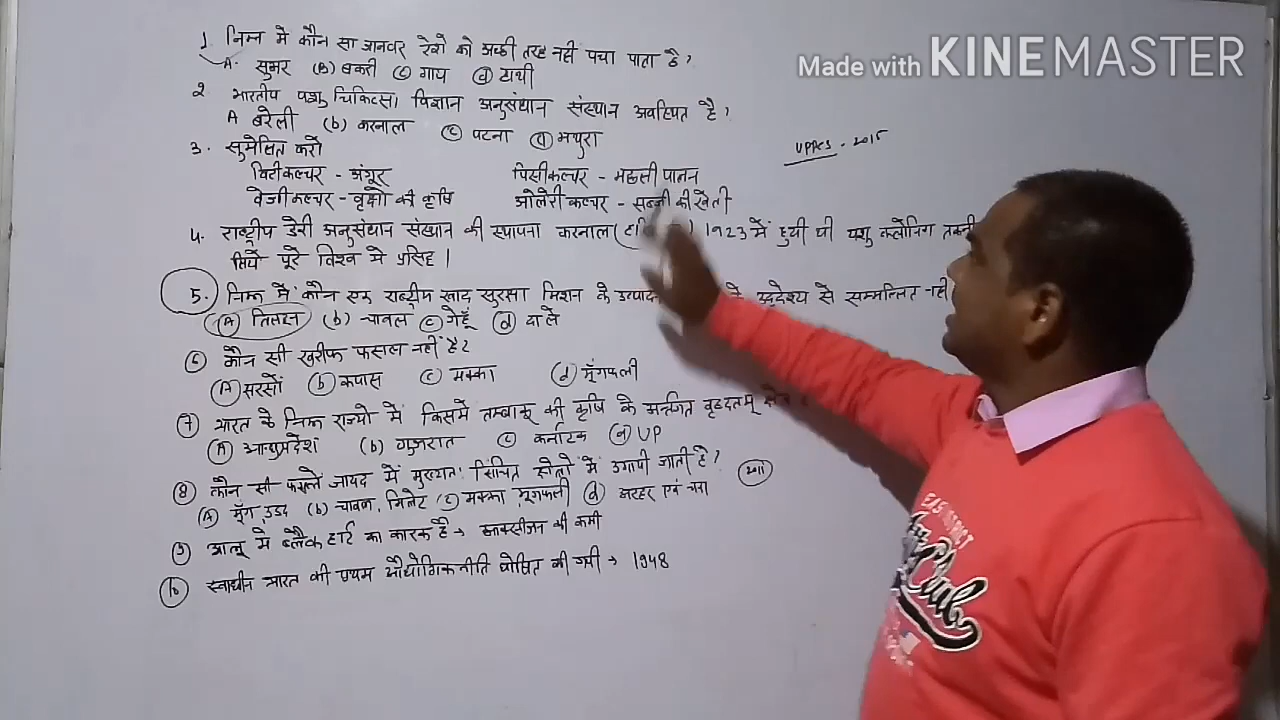 Made with KINEMASTER
1. निम्न मे कौन सा जानवर रेशे को अच्छी तरह नही पचा पाता है?
A. सुअर (B) बकरी (C) गाय (d) हाथी
2. भारतीय पशु चिकित्सा विज्ञान अनुसंधान संस्थान अवस्थित है?
A बरेली (b) करनाल (C) पटना (d) मथुरा
UPPCS - 2015
3. सुमेलित करो
विटीकल्चर - अंगूर पिसीकल्चर - मछली पालन
वेजीकल्चर - वृक्षो की कृषि ओलेरीकल्चर - सब्जी की खेती
4. राष्ट्रीय डेरी अनुसंधान संस्थान की स्थापना करनाल 1923 में हुयी थी पशु क्लोनिंग
लिये पूरे विश्व मे प्रसिद्ध।
5. निम्न में कौन एक राष्ट्रीय खाद्य सुरक्षा मिशन के उद्देश्य से सम्बन्धित नही
(A) तिलहन (b) चावल (C) गेहूँ (d) दाले
6 कौन सी खरीफ फसल नहीं है?
(A) सरसों (b) कपास (C) मक्का (d) मूंगफली
7 भारत के निम्न राज्यो में किसमें तम्बाकू की कृषि के अन्तर्गत वृहदतम्
(A) आन्ध्रप्रदेश (b) गुजरात (C) कर्नाटक (d) UP
8 कौन सी फसले जायद में मुख्यतः सिंचित क्षेत्रो में उगायी जाती है?
(A) मूँग उड़द (b) चावल, मिलेट (C) मक्का मूंगफली (d) अरहर एवं चना 2011
9 आलू मे ब्लैक हार्ट का कारक है → आक्सीजन की कमी
10 स्वाधीन भारत की प्रथम औद्योगिक नीति घोषित की गयी → 1948